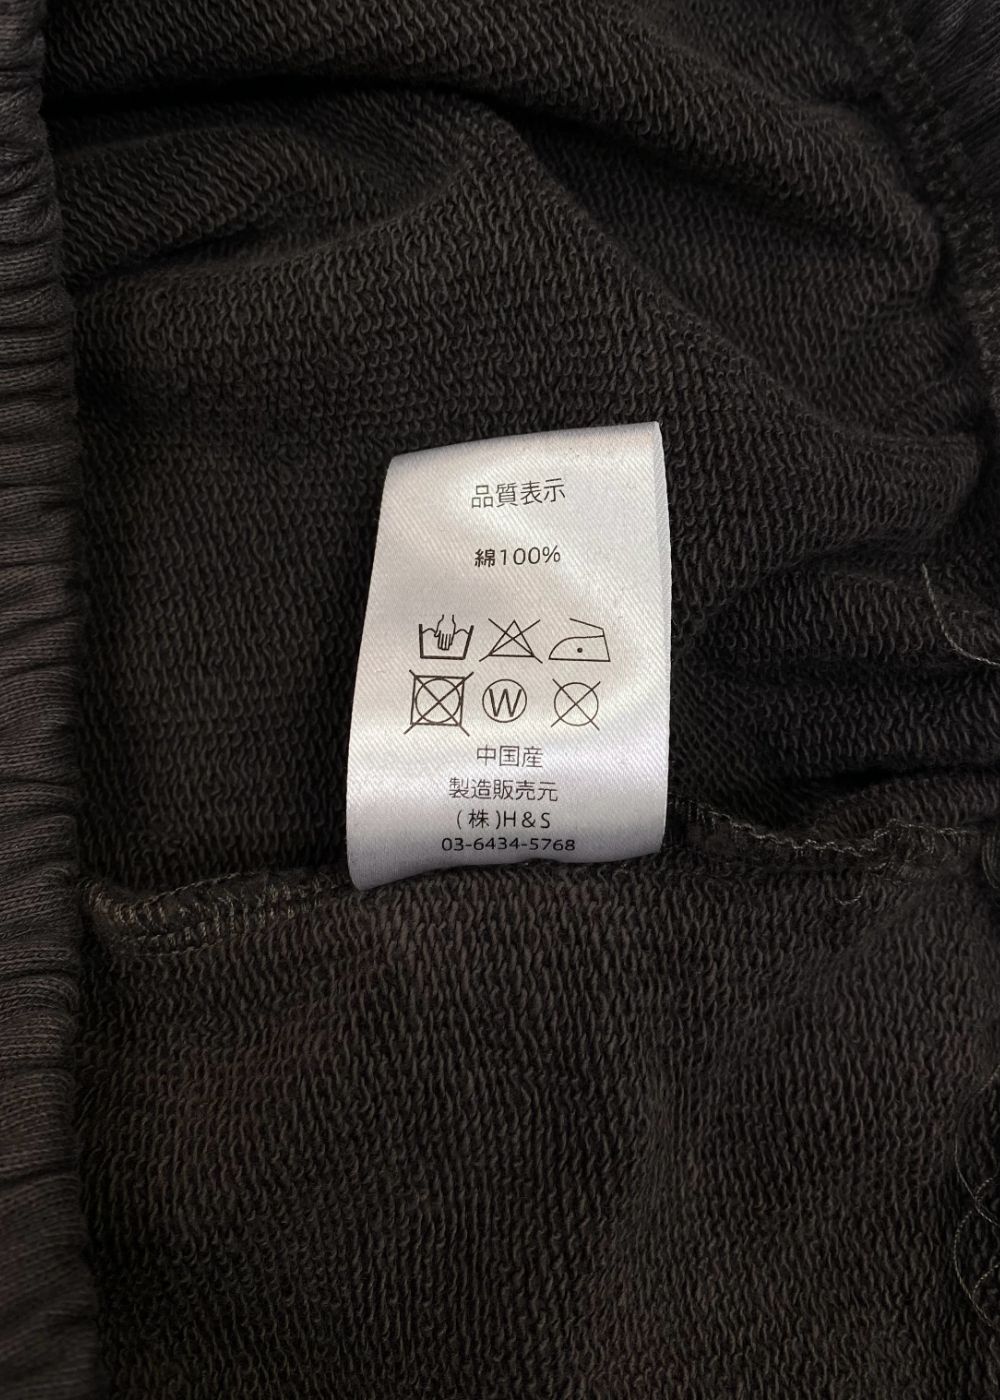 品質表示
綿100%
W
中国産
製造販売元
(株)H&S
03-6434-5768